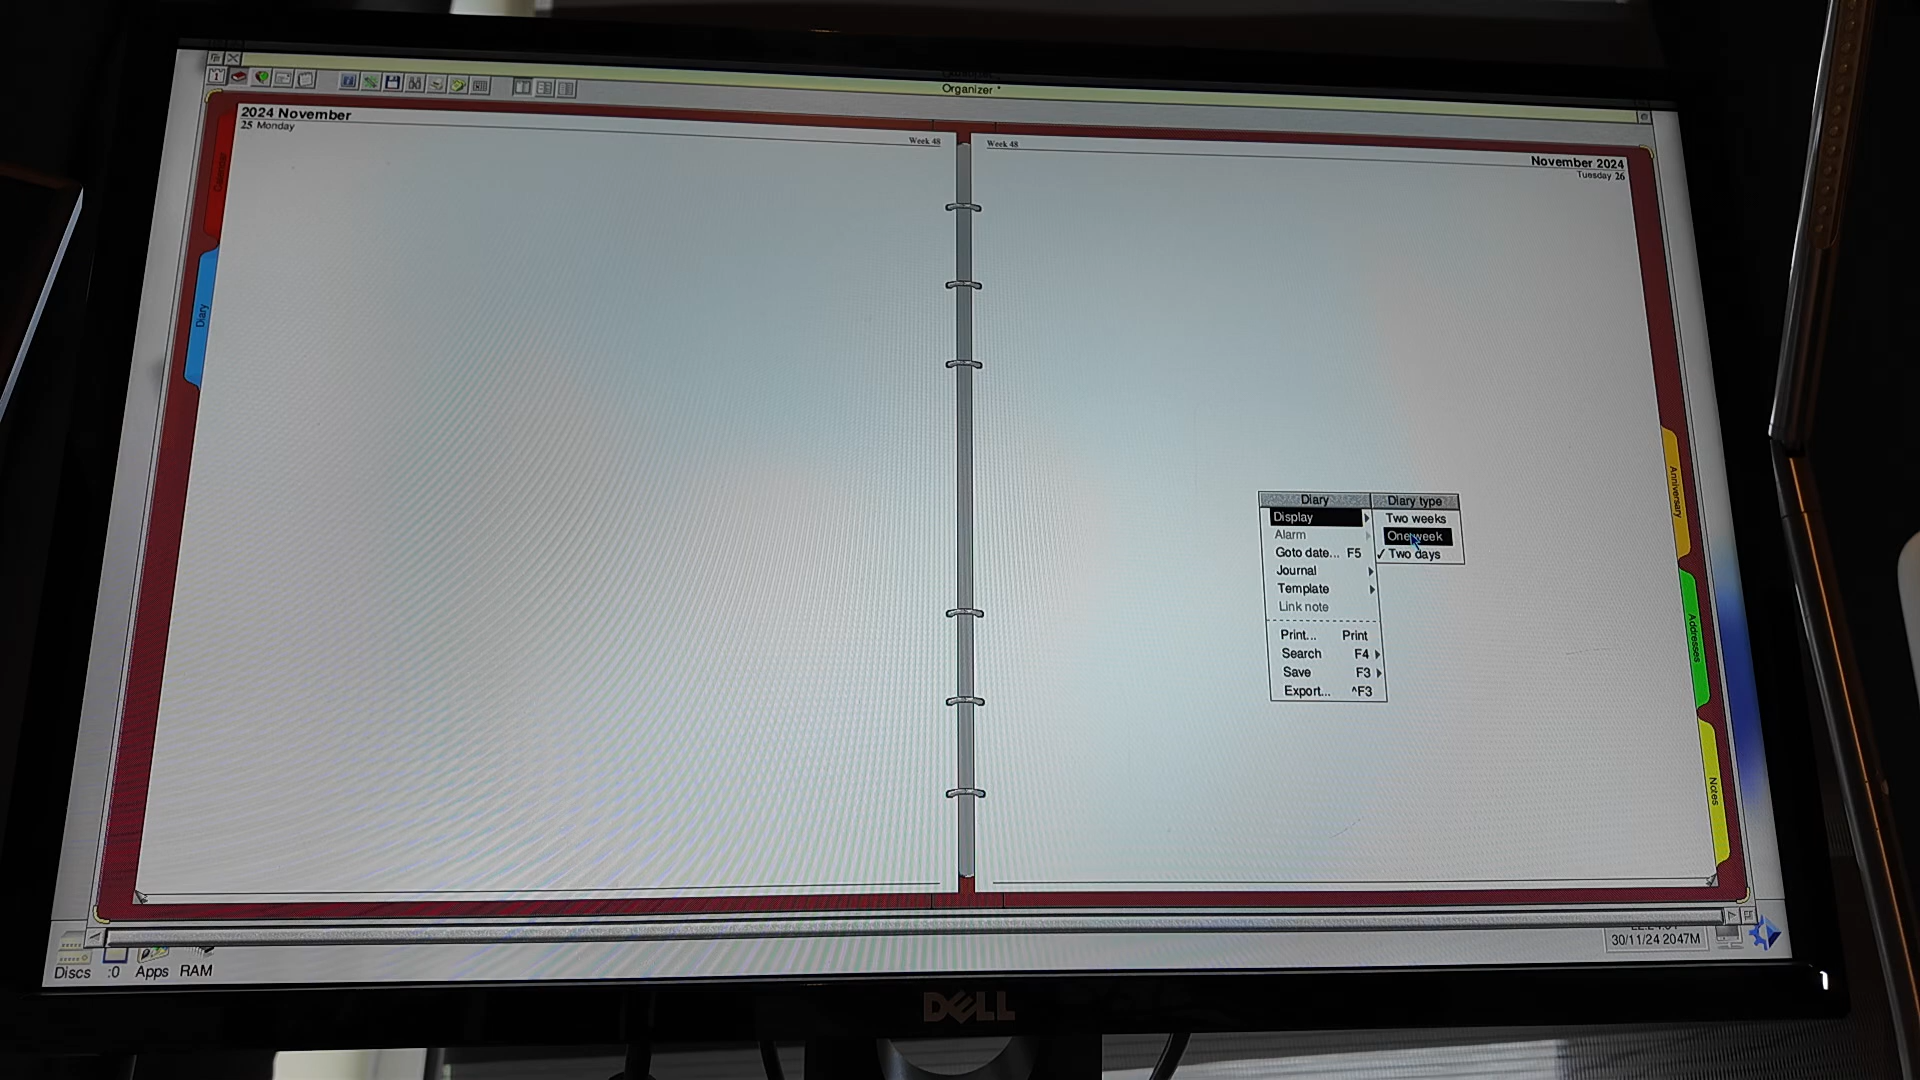 Organizer *
2024 November
25 Monday
Week 48
Week 48
November 2024
Tuesday 26
Calendar
Diary
Anniversary
Addresses
Notes
Diary
Display
Alarm
Goto date... F5
Journal
Template
Link note
Print... Print
Search F4
Save F3
Export... ^F3
Diary type
Two weeks
One week
✓ Two days
30/11/24 2047M
Discs :0 Apps RAM
DELL